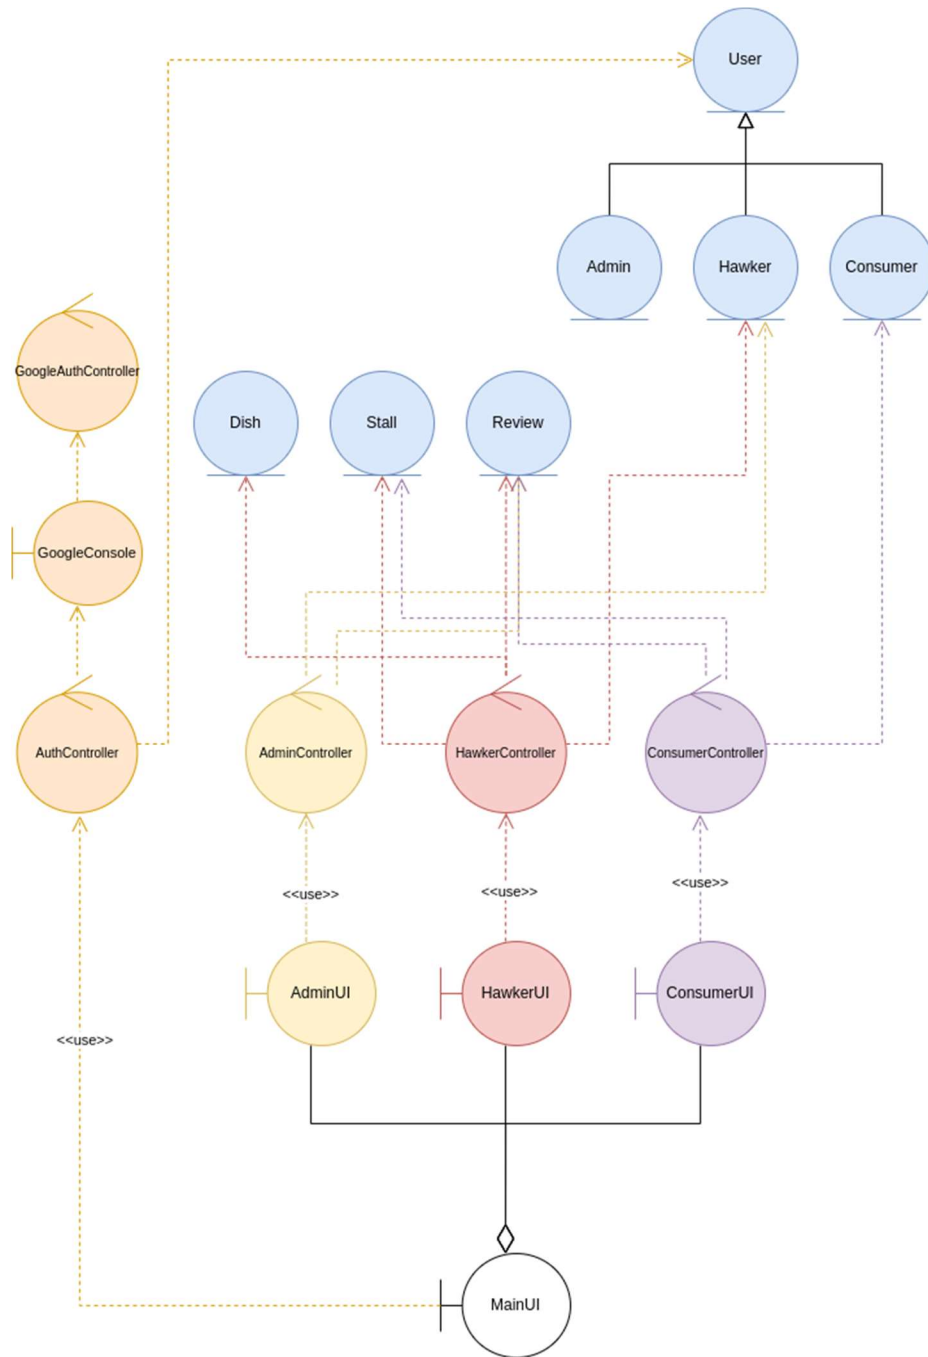 User
Admin
Hawker
Consumer
GoogleAuthController
Dish
Stall
Review
GoogleConsole
AuthController
AdminController
HawkerController
ConsumerController
<<use>>
<<use>>
<<use>>
AdminUI
HawkerUI
ConsumerUI
<<use>>
MainUI